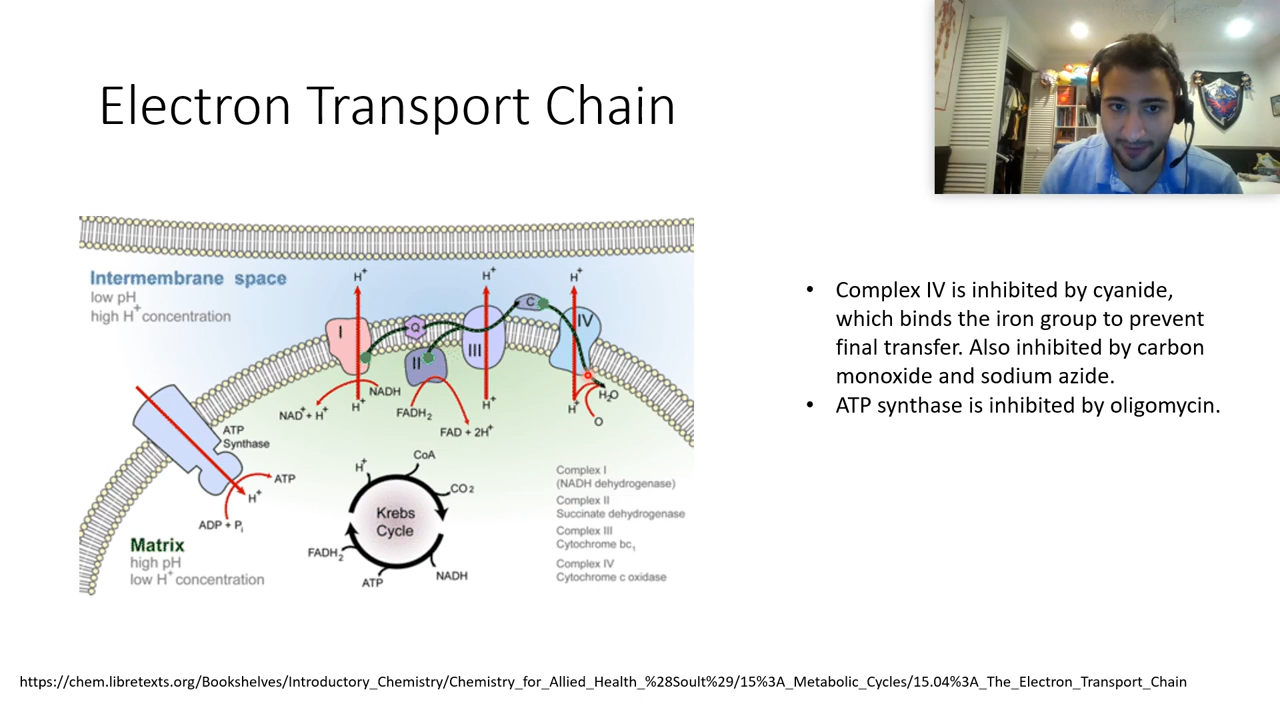 Electron Transport Chain
Intermembrane space
low pH
high H+ concentration
H+
H+
H+
I
Q
II
III
C
IV
NADH
NAD+ + H+
H+
FADH2
FAD + 2H+
H+
H+
H2O
O
ATP
Synthase
ATP
H+
ADP + Pi
Matrix
high pH
low H+ concentration
H+
CoA
CO2
Krebs
Cycle
FADH2
ATP
NADH
Complex I
(NADH dehydrogenase)
Complex II
Succinate dehydrogenase
Complex III
Cytochrome bc1
Complex IV
Cytochrome c oxidase
• Complex IV is inhibited by cyanide,
which binds the iron group to prevent
final transfer. Also inhibited by carbon
monoxide and sodium azide.
• ATP synthase is inhibited by oligomycin.
https://chem.libretexts.org/Bookshelves/Introductory_Chemistry/Chemistry_for_Allied_Health_%28Soult%29/15%3A_Metabolic_Cycles/15.04%3A_The_Electron_Transport_Chain